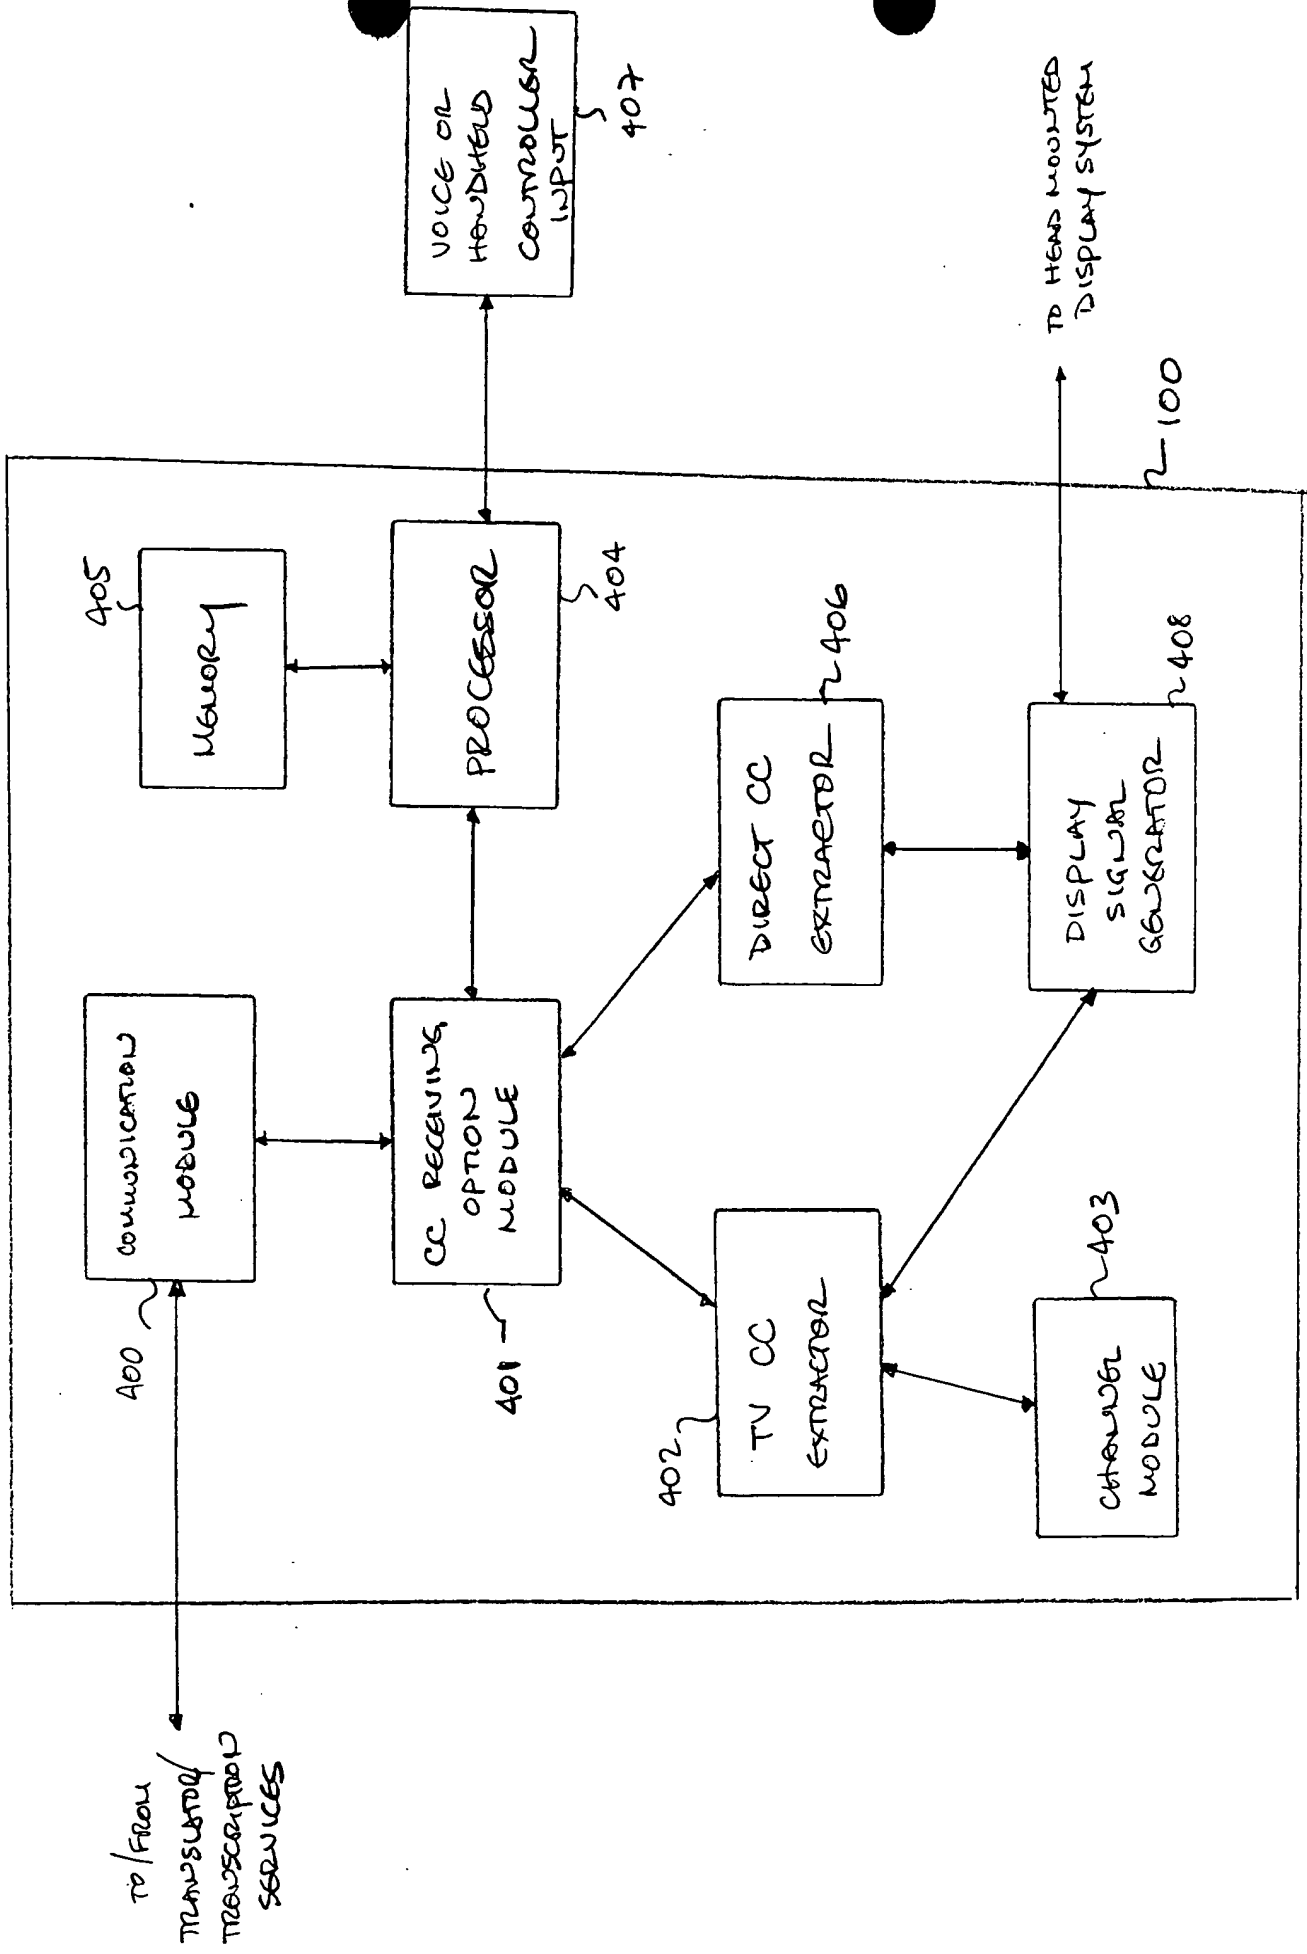 TO/FROM
TRANSLATOR/
TRANSCRIPTION
SERVICES
400
COMMUNICATION
MODULE
405
MEMORY
CC RECEIVING
OPTION
MODULE
401
PROCESSOR
404
VOICE OR
HANDHELD
CONTROLLER
INPUT
407
402
TV CC
EXTRACTOR
DIRECT CC
EXTRACTOR
406
CHANNEL
MODULE
403
DISPLAY
SIGNAL
GENERATOR
408
TO HEAD MOUNTED
DISPLAY SYSTEM
100